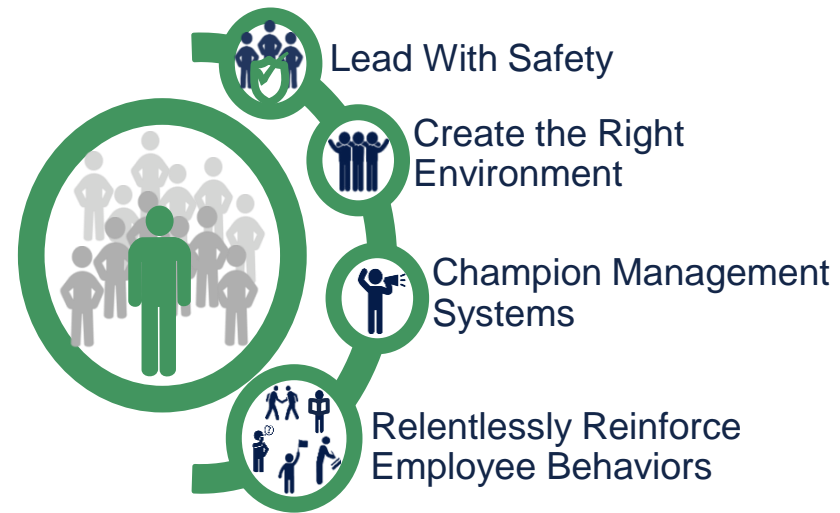 Lead With Safety
Create the Right
Environment
Champion Management
Systems
Relentlessly Reinforce
Employee Behaviors